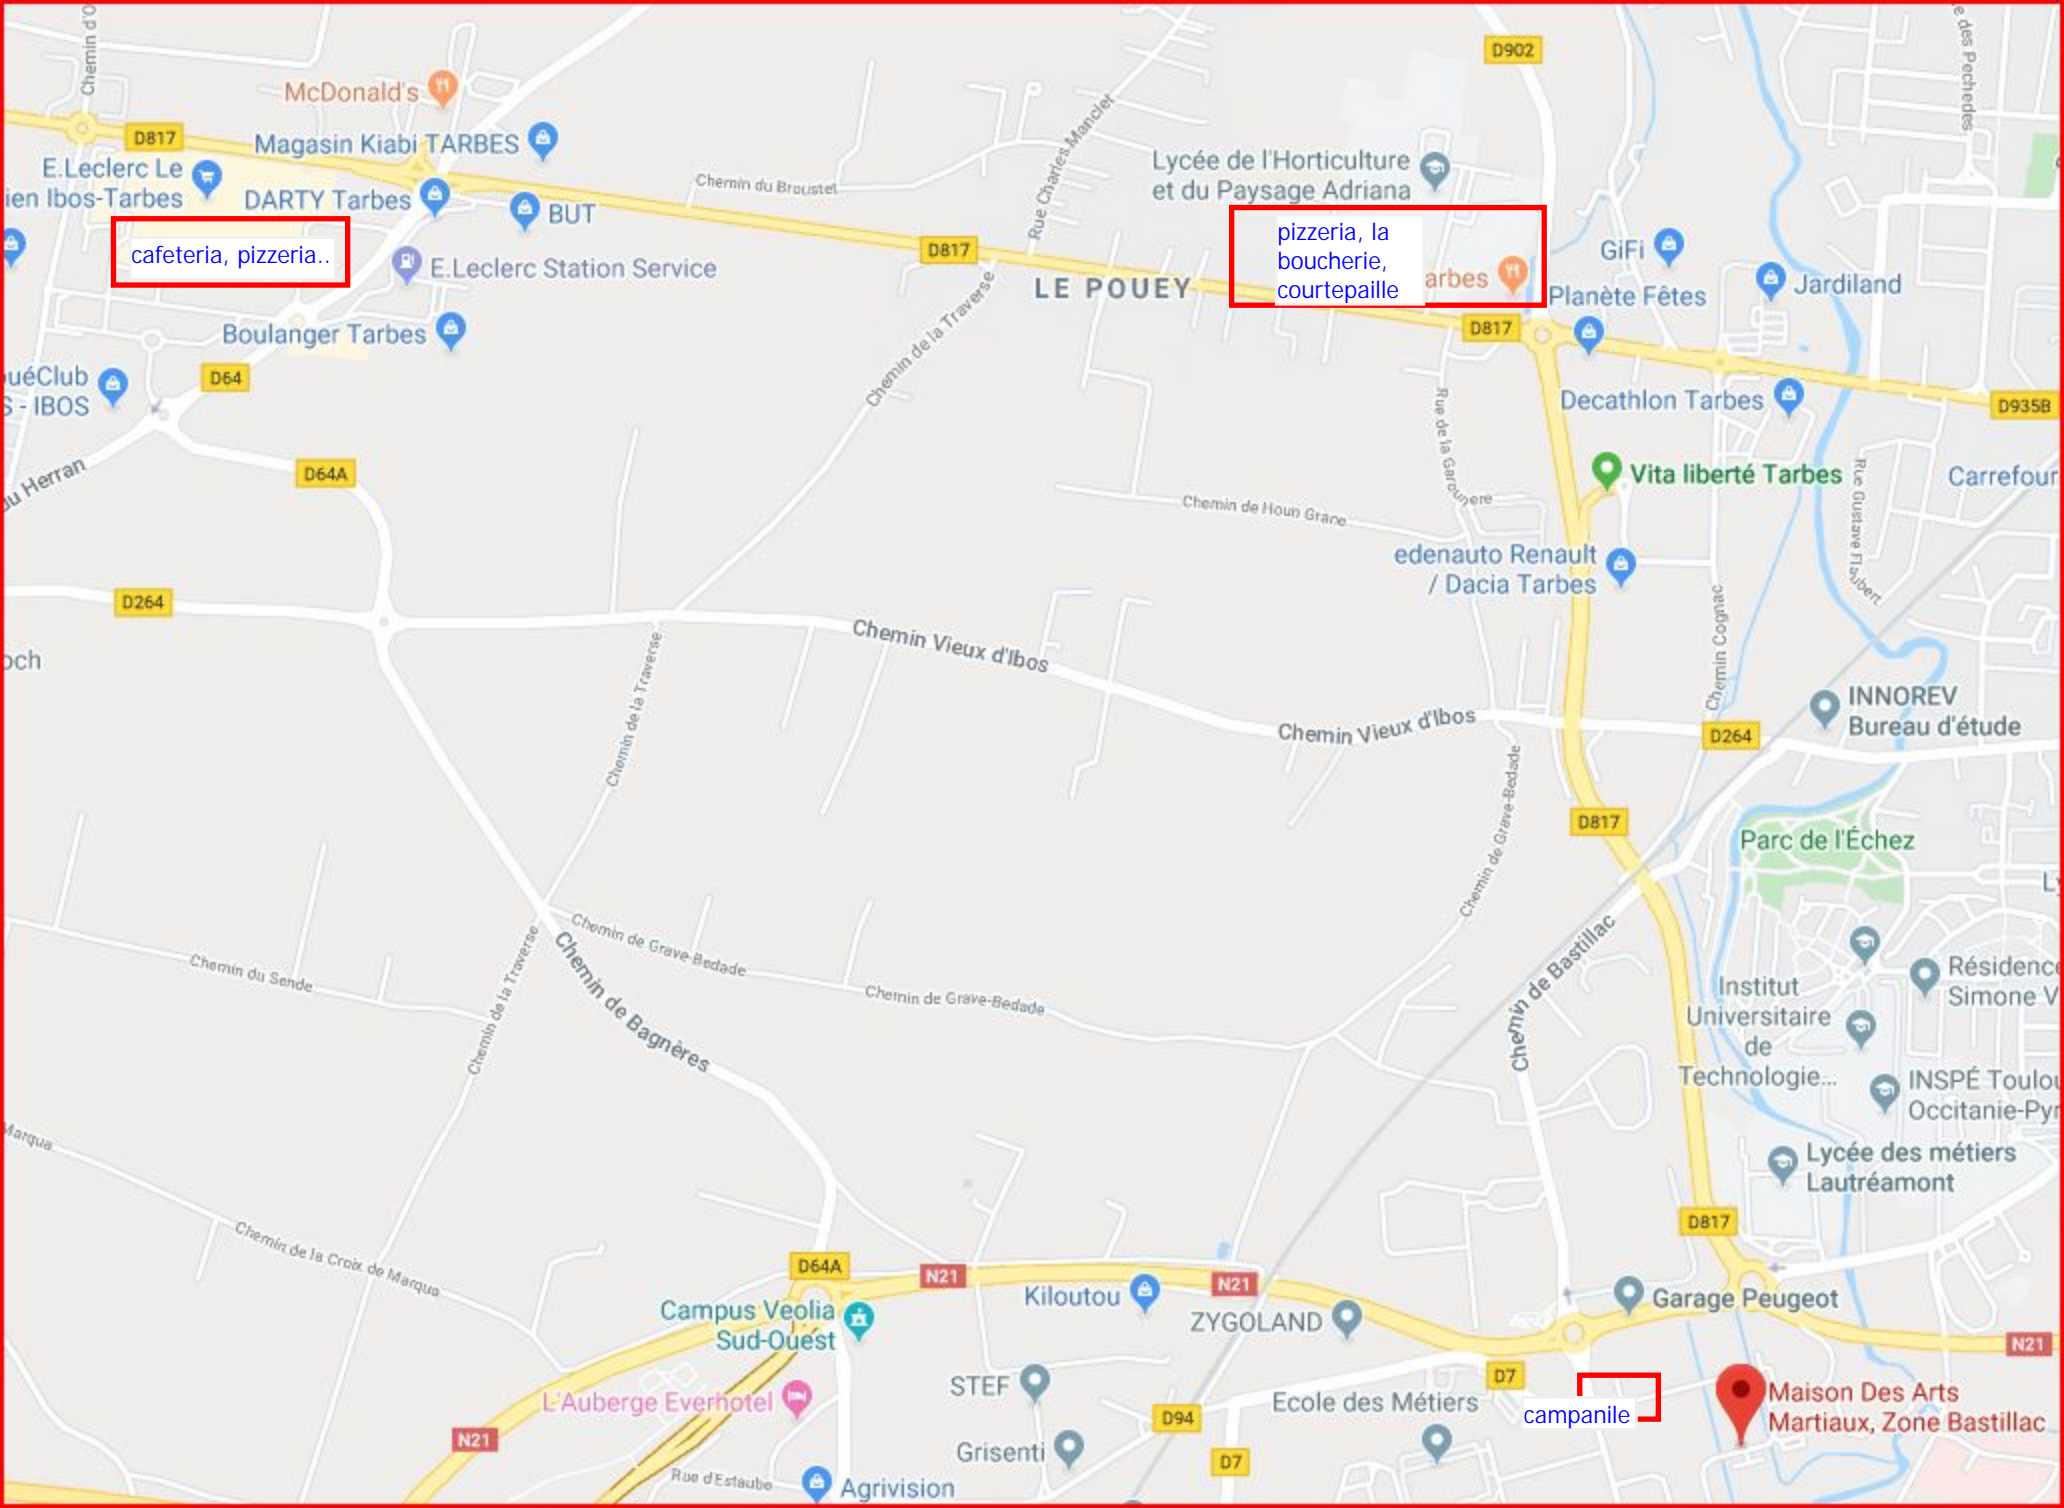 D902
McDonald's
D817
Magasin Kiabi TARBES
E.Leclerc Le
ien Ibos-Tarbes
DARTY Tarbes
BUT
Chemin du Broustet
Rue Charles Manclet
Lycée de l'Horticulture
et du Paysage Adriana
cafeteria, pizzeria..
E.Leclerc Station Service
D817
LE POUEY
pizzeria, la
boucherie,
courtepaille
arbes
GiFi
Planète Fêtes
Jardiland
D817
Boulanger Tarbes
D64
uéClub
S - IBOS
Chemin de la Traverse
Decathlon Tarbes
D935B
du Herran
D64A
Vita liberté Tarbes
Carrefour
Rue Gustave Flaubert
Chemin de Houn Grane
edenauto Renault
/ Dacia Tarbes
D264
Chemin Vieux d'Ibos
Chemin Cognac
och
Chemin de la Traverse
Chemin Vieux d'Ibos
D264
INNOREV
Bureau d'étude
Chemin de Grave-Bedade
D817
Parc de l'Échez
Chemin du Sende
Chemin de la Traverse
Chemin de Grave-Bedade
Chemin de Bagnères
Chemin de Grave-Bedade
Chemin de Bastillac
Institut
Universitaire
de
Technologie...
Résidence
Simone V
INSPÉ Toulou
Occitanie-Pyr
Lycée des métiers
Lautréamont
Marqua
Chemin de la Croix de Marqua
D817
D64A
N21
N21
Campus Veolia
Sud-Ouest
Kiloutou
ZYGOLAND
Garage Peugeot
N21
L'Auberge Everhotel
STEF
D7
Ecole des Métiers
campanile
Maison Des Arts
Martiaux, Zone Bastillac
N21
D94
Grisenti
D7
Rue d'Estaube
Agrivision